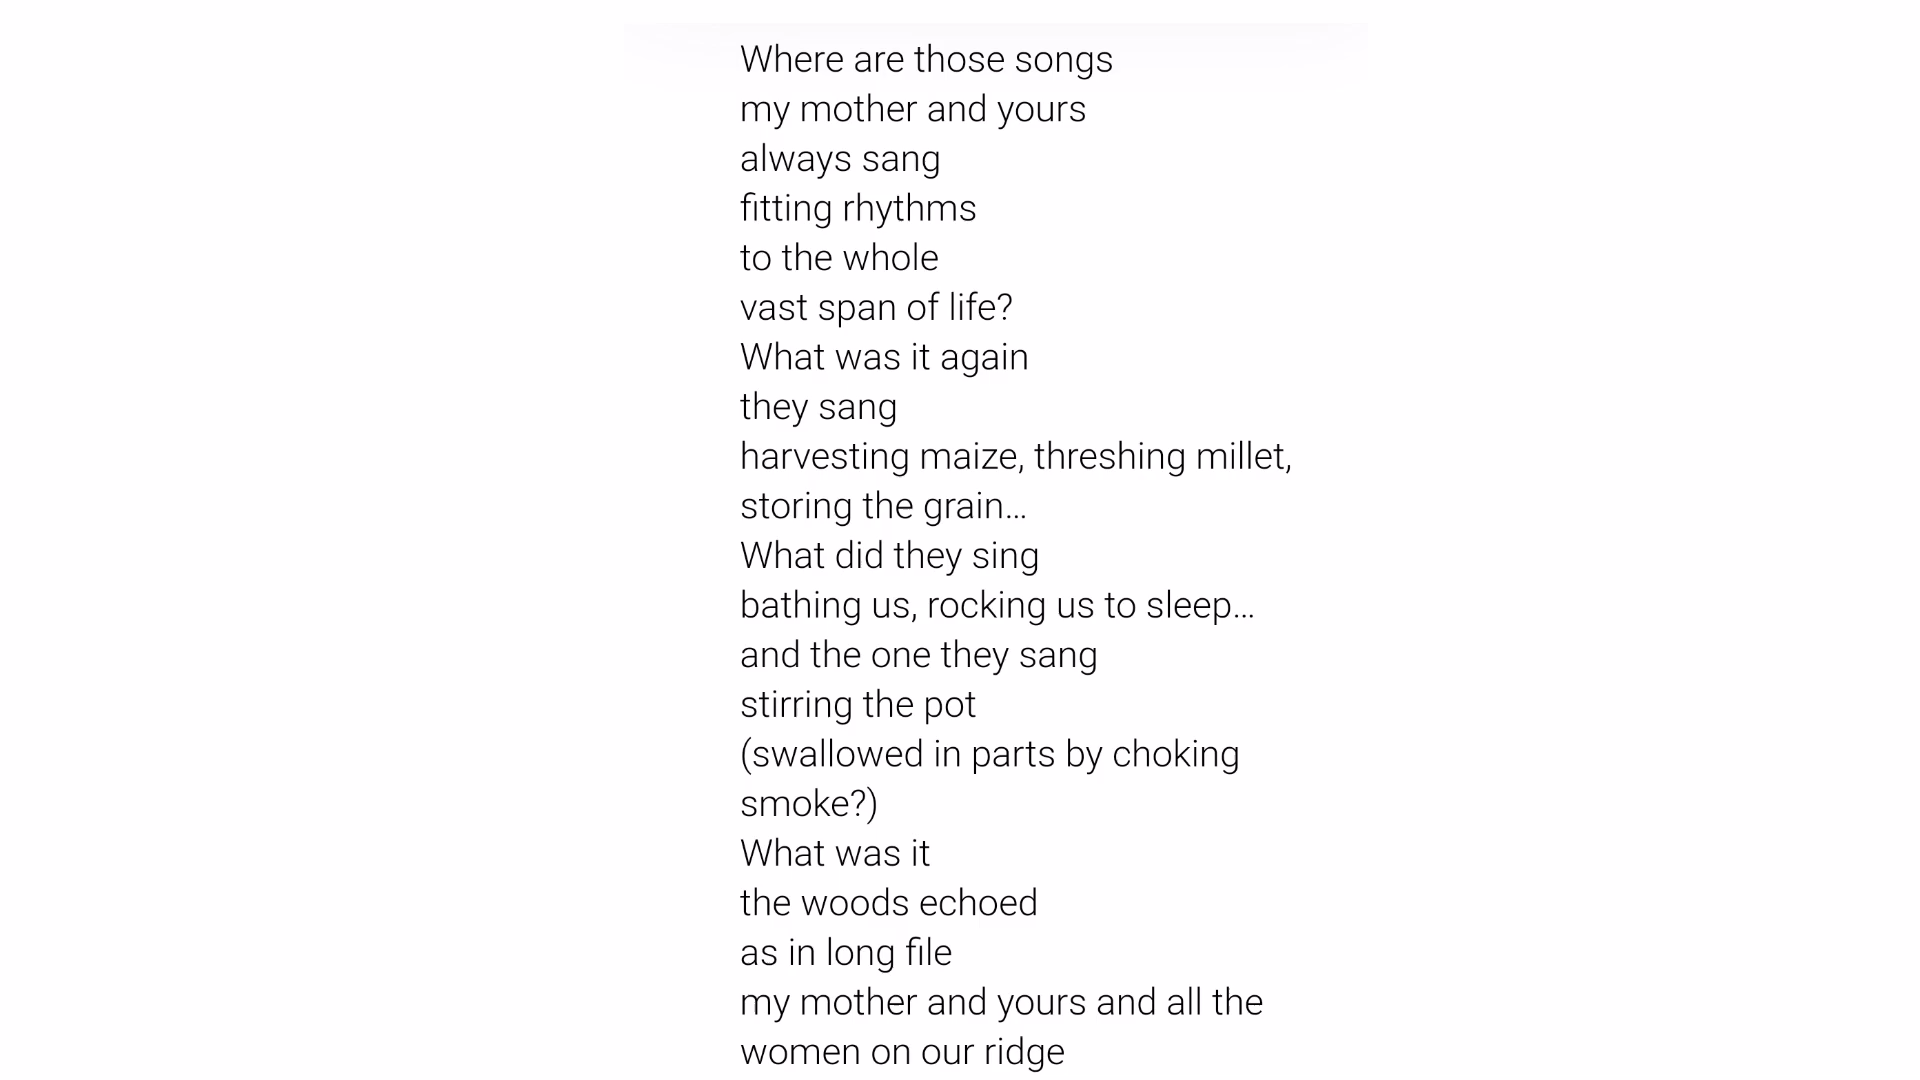 Where are those songs
my mother and yours
always sang
fitting rhythms
to the whole
vast span of life?
What was it again
they sang
harvesting maize, threshing millet,
storing the grain…
What did they sing
bathing us, rocking us to sleep…
and the one they sang
stirring the pot
(swallowed in parts by choking
smoke?)
What was it
the woods echoed
as in long file
my mother and yours and all the
women on our ridge